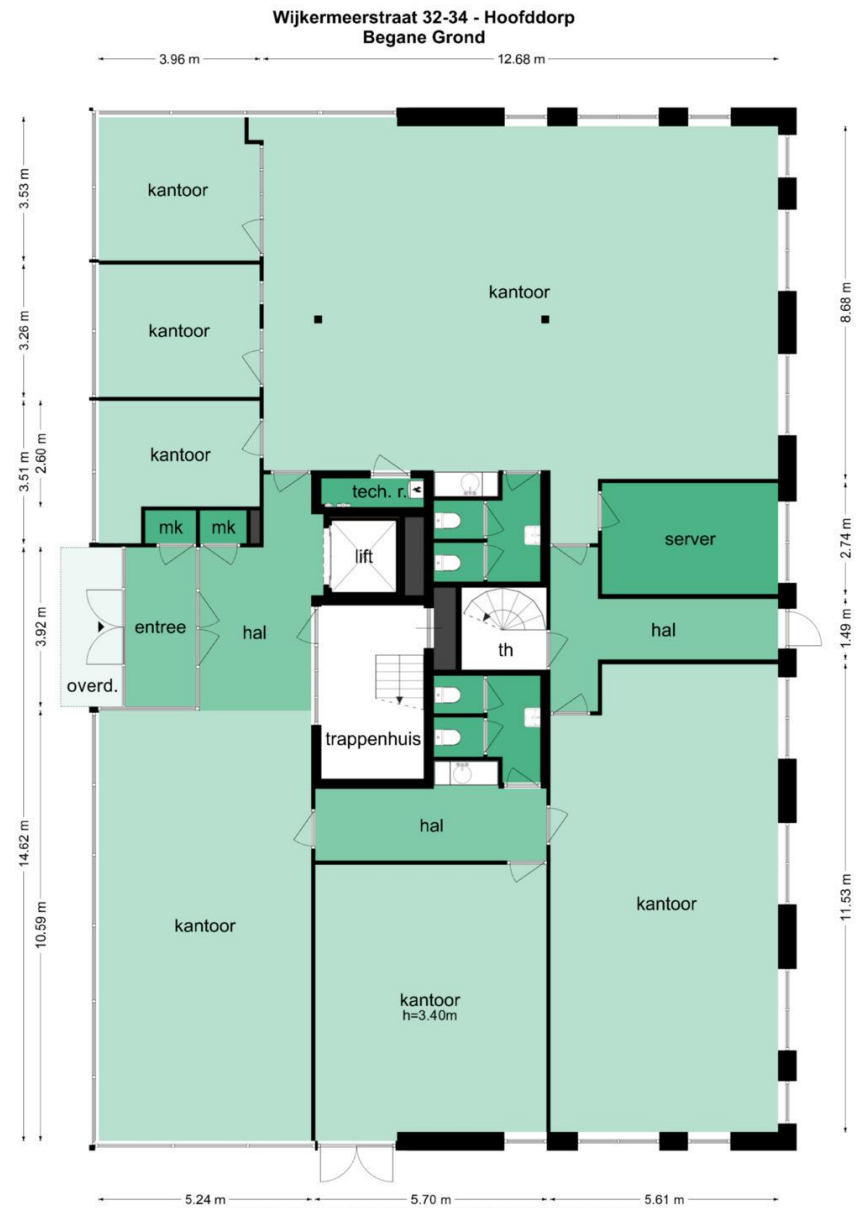 Wijkermeerstraat 32-34 - Hoofddorp
Begane Grond
3.96 m
12.68 m
3.53 m
3.26 m
3.51 m
2.60 m
3.92 m
14.62 m
10.59 m
kantoor
kantoor
kantoor
kantoor
8.68 m
2.74 m
1.49 m
11.53 m
tech. r.
mk
mk
lift
server
entree
hal
th
hal
overd.
trappenhuis
hal
kantoor
kantoor
kantoor
h=3.40m
5.24 m
5.70 m
5.61 m